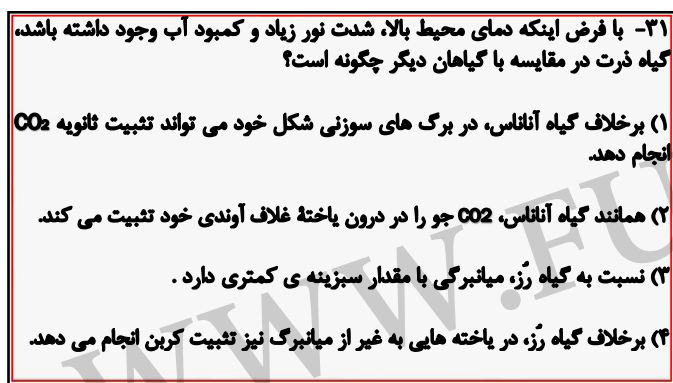 ۳۱- با فرض اینکه دمای محیط بالا، شدت نور زیاد و کمبود آب وجود داشته باشد،
گیاه ذرت در مقایسه با گیاهان دیگر چگونه است؟
۱) برخلاف گیاه آناناس، در برگ های سوزنی شکل خود می تواند تثبیت ثانویه CO₂
انجام دهد.
۲) همانند گیاه آناناس، CO2 جو را در درون یاختهٔ غلاف آوندی خود تثبیت می کند.
۳) نسبت به گیاه رُز، میانبرگی با مقدار سبزینه ی کمتری دارد .
۴) برخلاف گیاه رُز، در یاخته هایی به غیر از میانبرگ نیز تثبیت کربن انجام می دهد.
WWW.FU